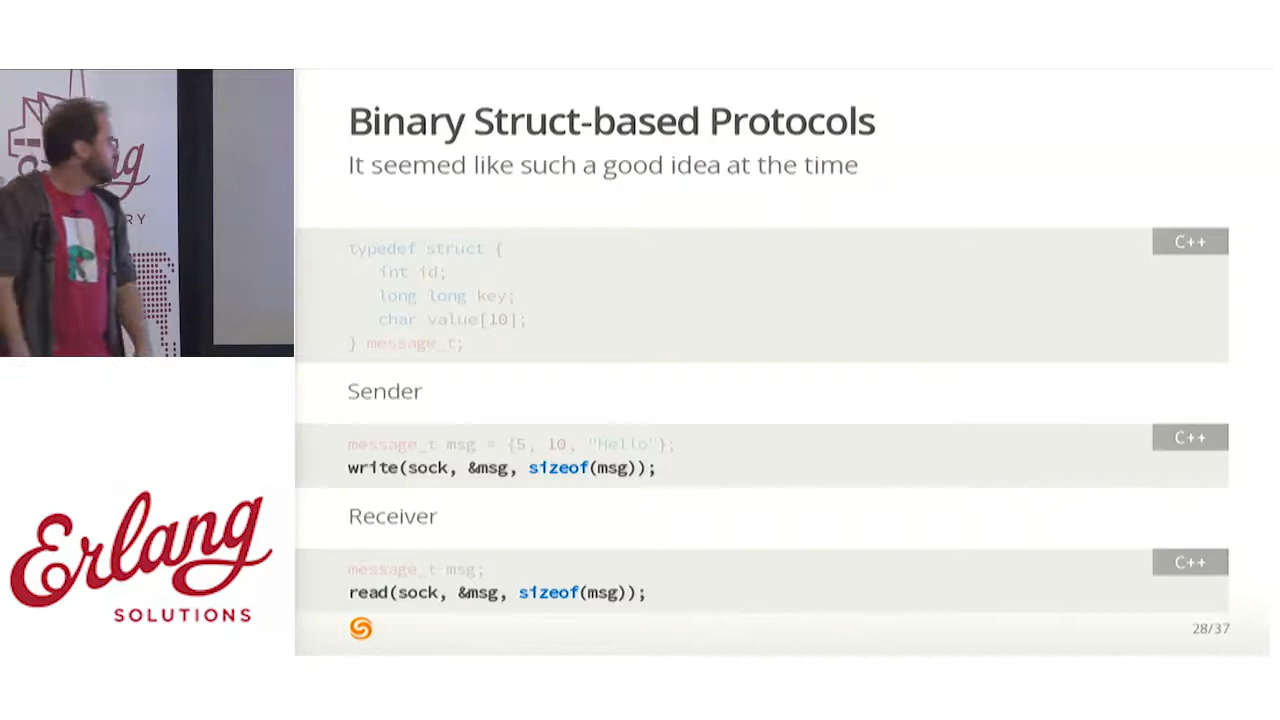 Binary Struct-based Protocols
It seemed like such a good idea at the time
C++
typedef struct {
int id;
long long key;
char value[10];
} message_t;
Sender
C++
message_t msg = {5, 10, "Hello"};
write(sock, &msg, sizeof(msg));
Receiver
C++
message_t msg;
read(sock, &msg, sizeof(msg));
28/37
Erlang
SOLUTIONS